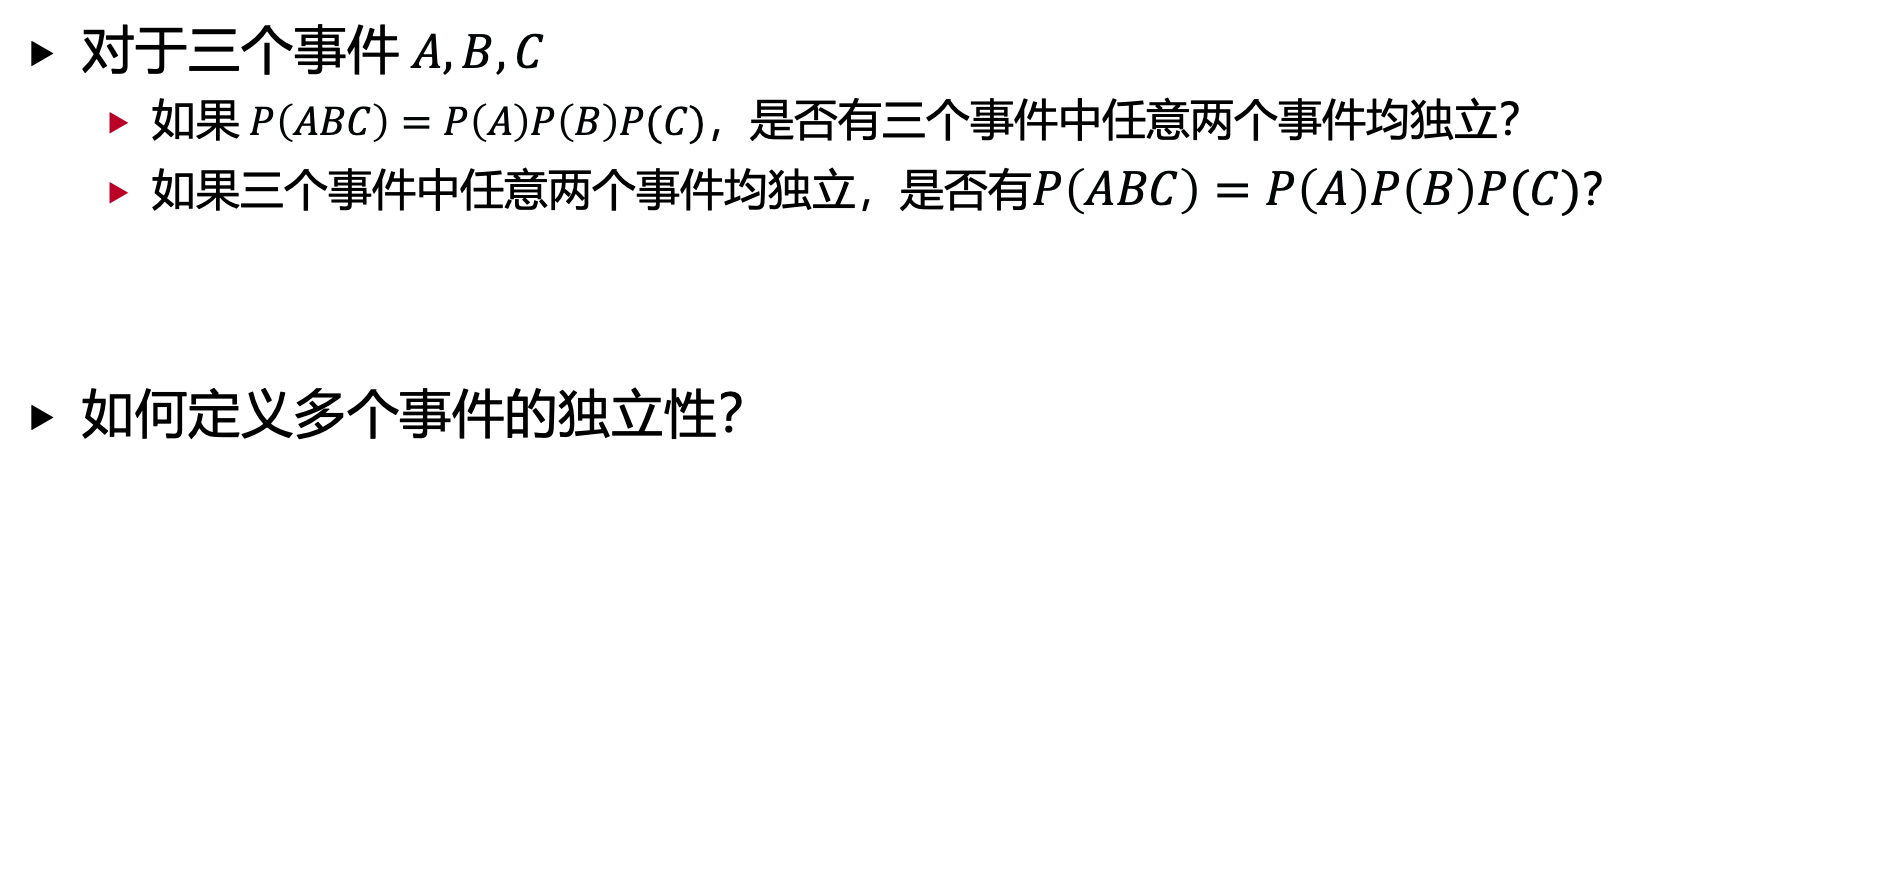 ▶ 对于三个事件 A, B, C
▶ 如果 P(ABC) = P(A)P(B)P(C)，是否有三个事件中任意两个事件均独立？
▶ 如果三个事件中任意两个事件均独立，是否有P(ABC) = P(A)P(B)P(C)？
▶ 如何定义多个事件的独立性？